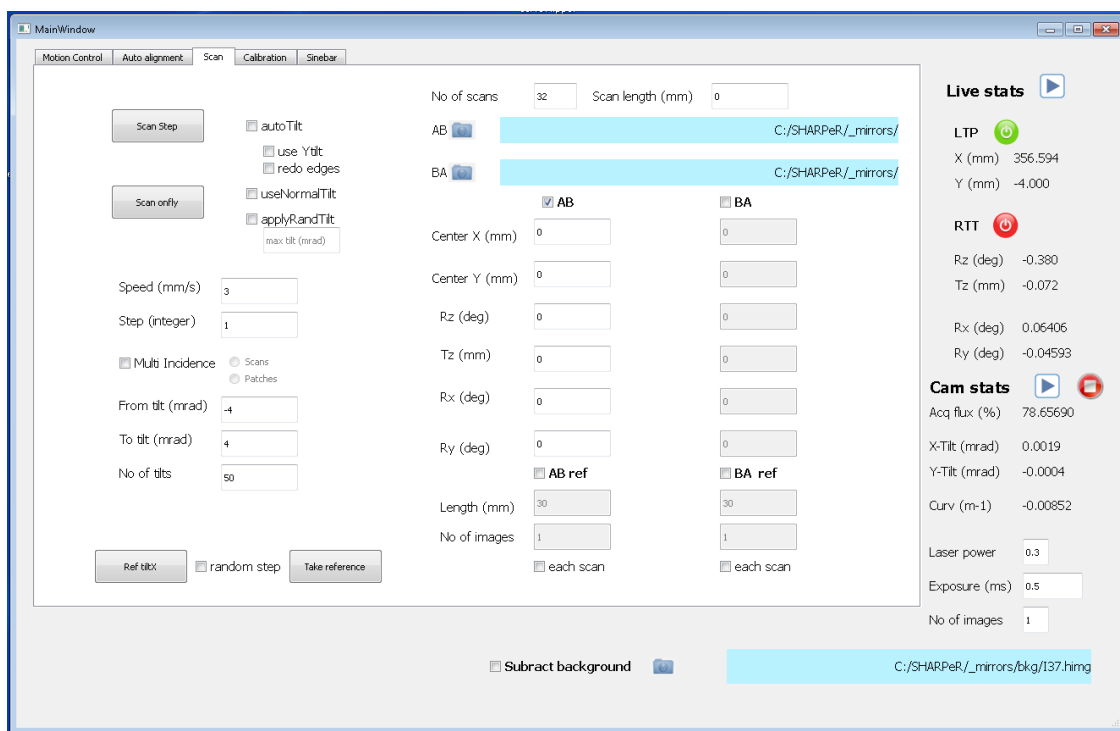 MainWindow
Motion Control Auto alignment Scan Calibration Sinebar
No of scans 32 Scan length (mm) 0
Scan Step
autoTilt
use Ytilt
redo edges
Scan onfly
useNormalTilt
applyRandTilt
max tilt (mrad)
AB C:/SHARPeR/_mirrors/
BA C:/SHARPeR/_mirrors/
AB BA
Center X (mm) 0 0
Center Y (mm) 0 0
Rz (deg) 0 0
Tz (mm) 0 0
Rx (deg) 0 0
Ry (deg) 0 0
AB ref BA ref
Length (mm) 30 30
No of images 1 1
each scan each scan
Speed (mm/s) 3
Step (integer) 1
Multi Incidence Scans
Patches
From tilt (mrad) -4
To tilt (mrad) 4
No of tilts 50
Ref tiltX random step Take reference
Live stats
LTP
X (mm) 356.594
Y (mm) -4.000
RTT
Rz (deg) -0.380
Tz (mm) -0.072
Rx (deg) 0.06406
Ry (deg) -0.04593
Cam stats
Acq flux (%) 78.65690
X-Tilt (mrad) 0.0019
Y-Tilt (mrad) -0.0004
Curv (m-1) -0.00852
Laser power 0.3
Exposure (ms) 0.5
No of images 1
Subract background C:/SHARPeR/_mirrors/bkg/I37.himg